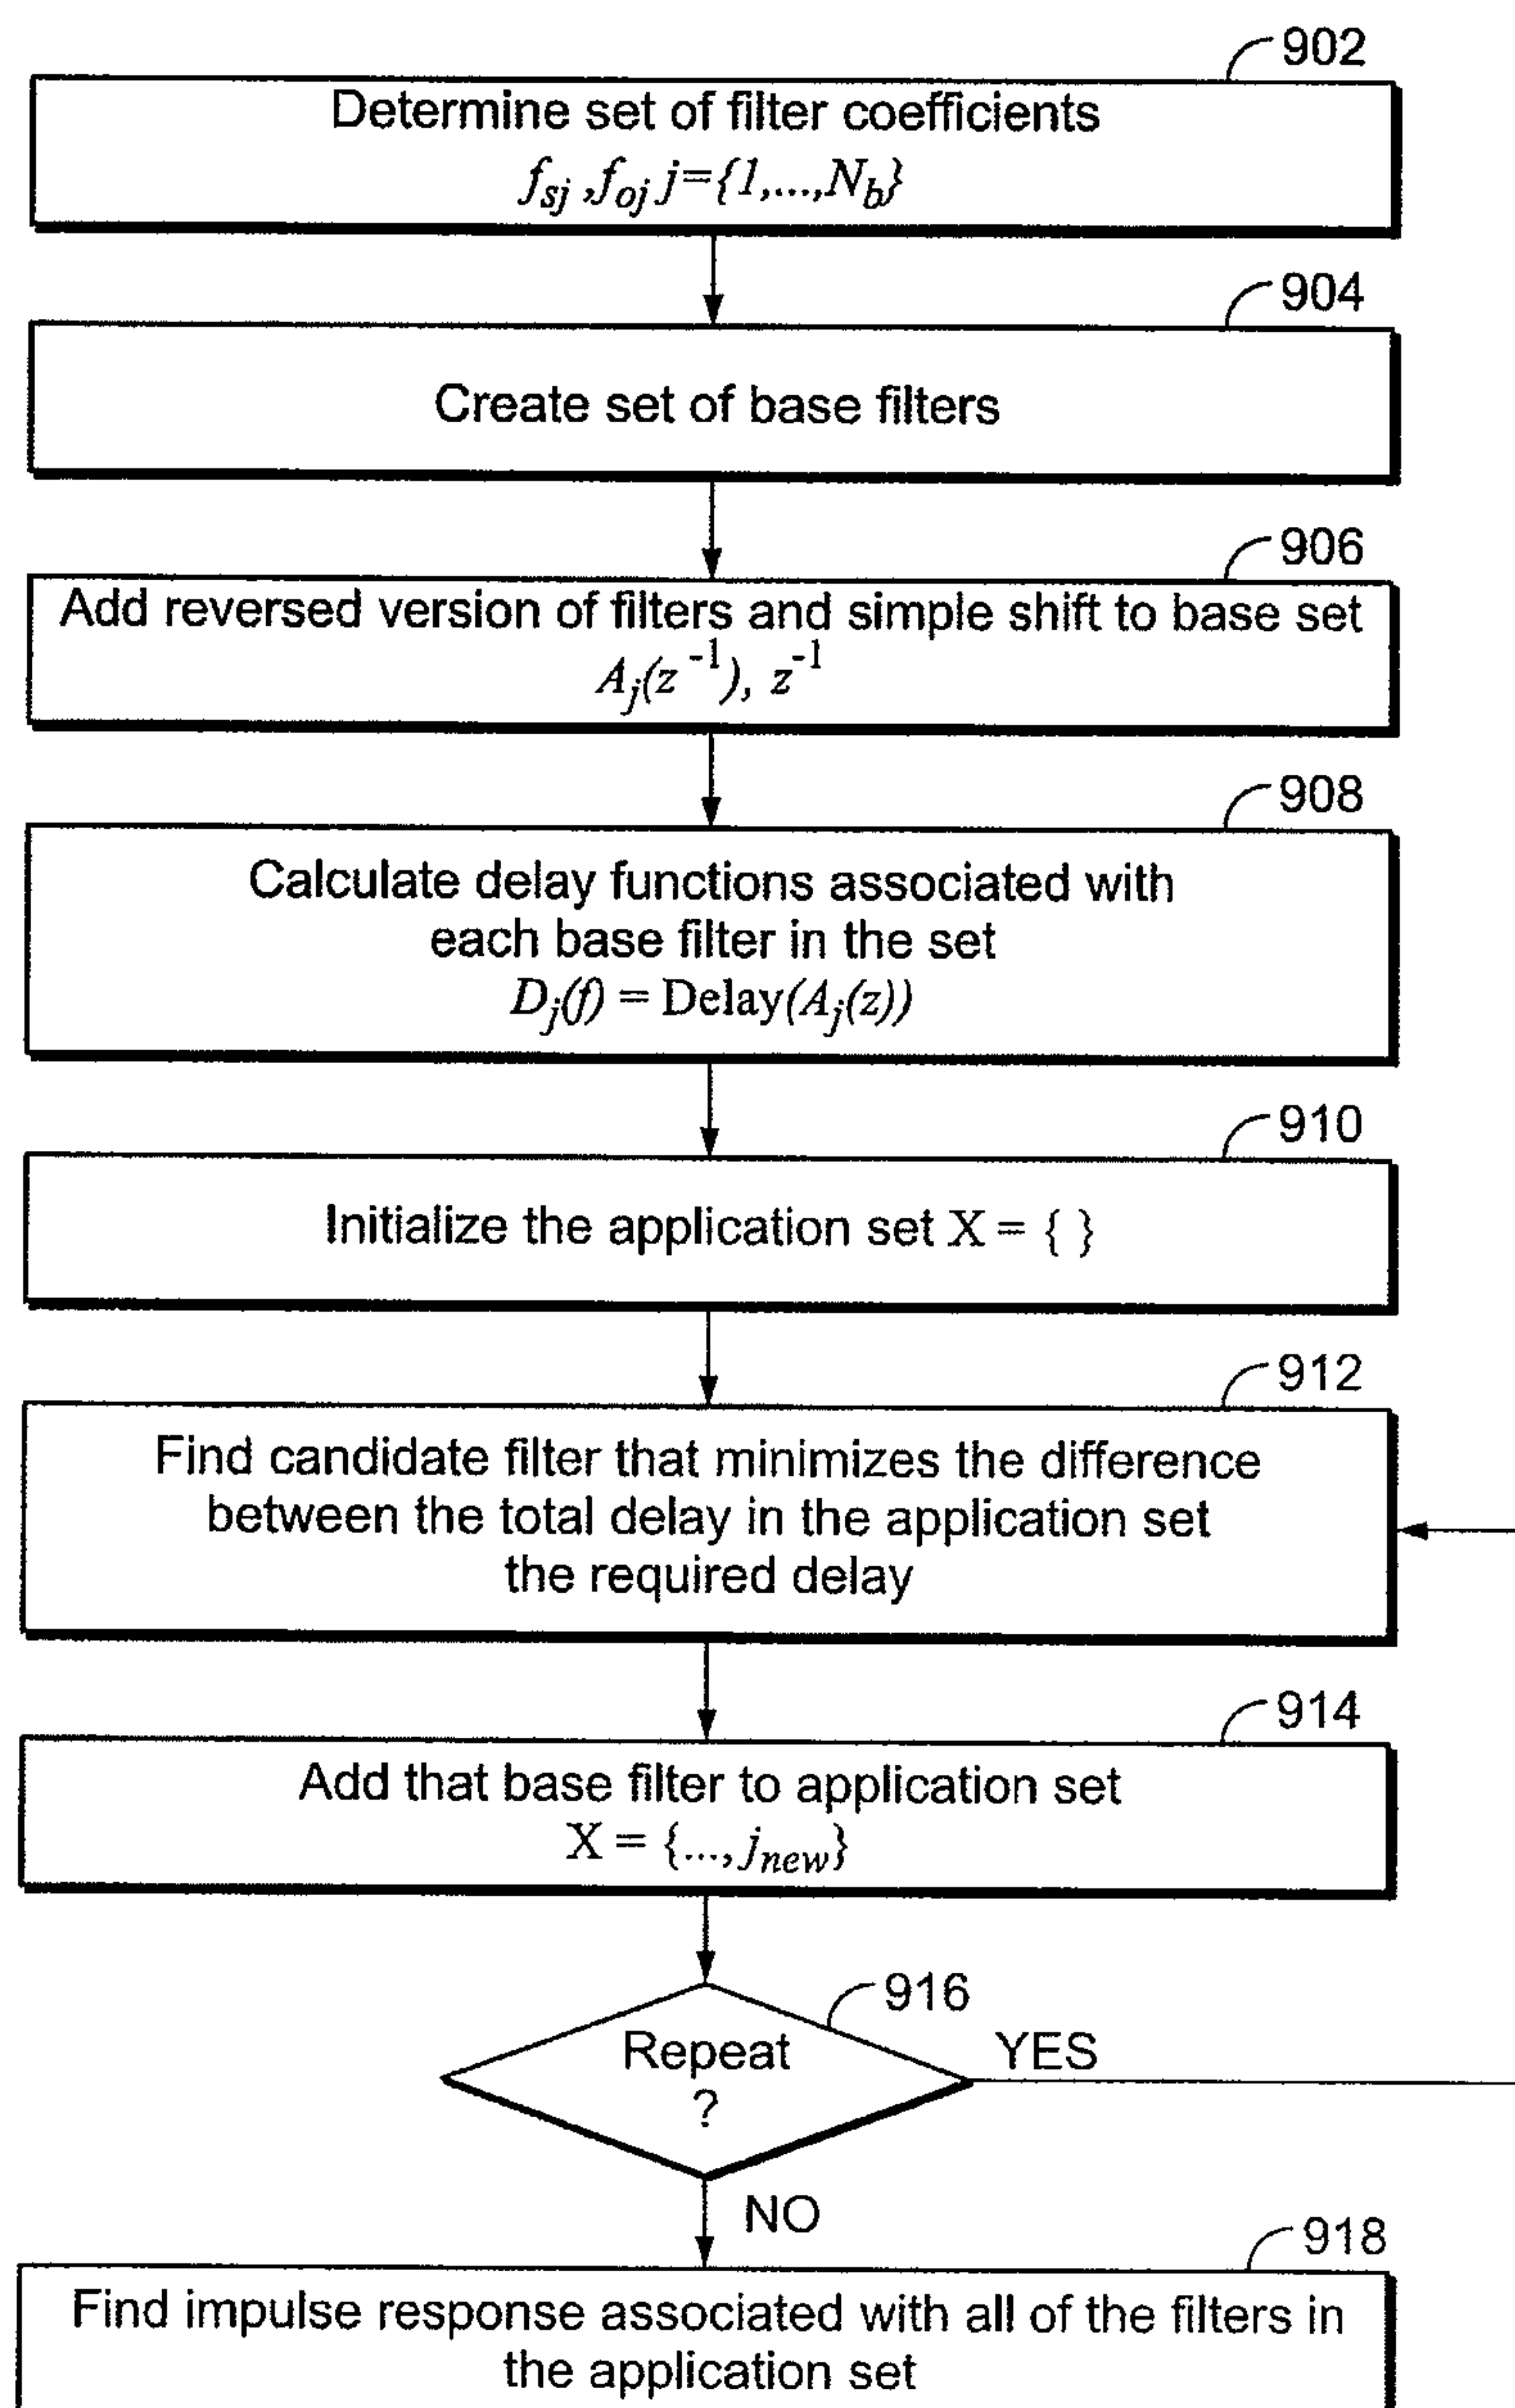 902
Determine set of filter coefficients
f_sj ,f_oj j={1,...,N_b}
904
Create set of base filters
906
Add reversed version of filters and simple shift to base set
A_j(z^-1), z^-1
908
Calculate delay functions associated with
each base filter in the set
D_j(f) = Delay(A_j(z))
910
Initialize the application set X = { }
912
Find candidate filter that minimizes the difference
between the total delay in the application set
the required delay
914
Add that base filter to application set
X = {..., j_new}
916
Repeat
?
YES
NO
918
Find impulse response associated with all of the filters in
the application set